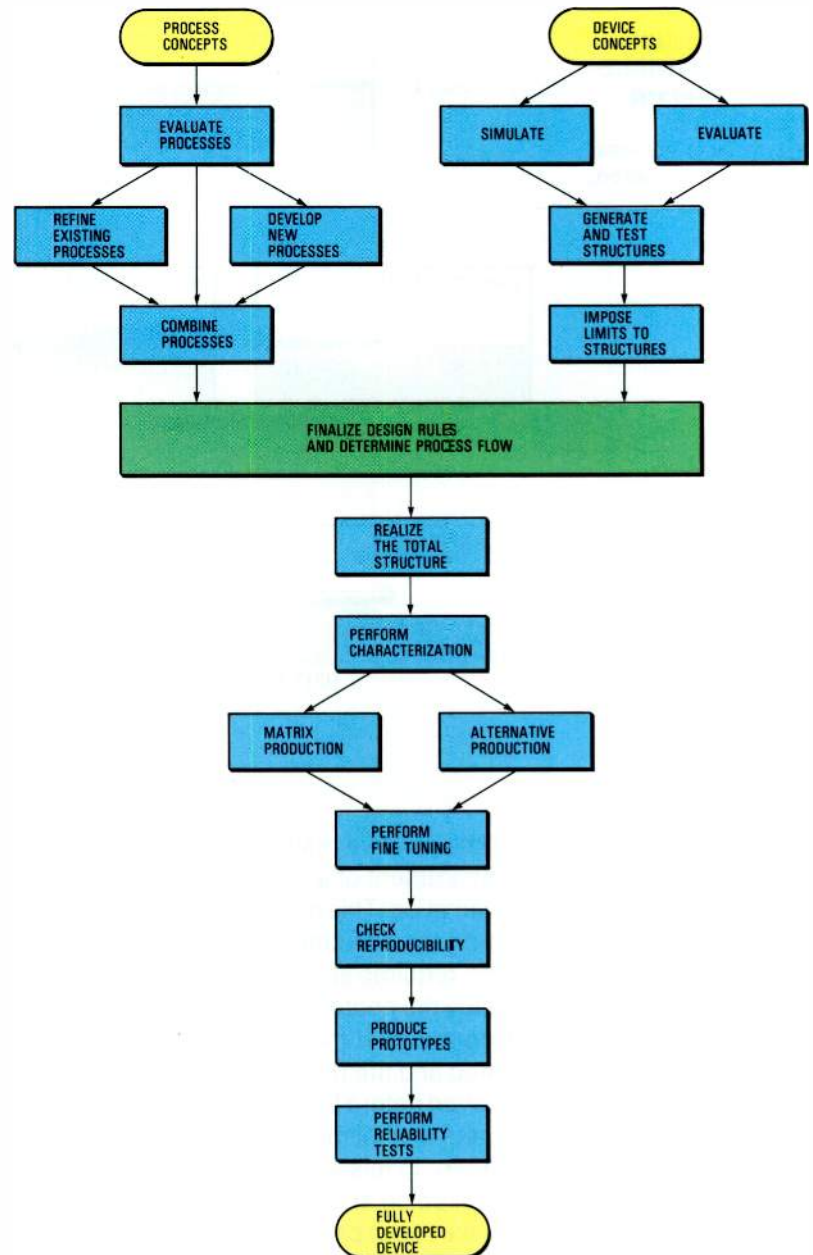 PROCESS
CONCEPTS
DEVICE
CONCEPTS
EVALUATE
PROCESSES
SIMULATE
EVALUATE
REFINE
EXISTING
PROCESSES
DEVELOP
NEW
PROCESSES
GENERATE
AND TEST
STRUCTURES
COMBINE
PROCESSES
IMPOSE
LIMITS TO
STRUCTURES
FINALIZE DESIGN RULES
AND DETERMINE PROCESS FLOW
REALIZE
THE TOTAL
STRUCTURE
PERFORM
CHARACTERIZATION
MATRIX
PRODUCTION
ALTERNATIVE
PRODUCTION
PERFORM
FINE TUNING
CHECK
REPRODUCIBILITY
PRODUCE
PROTOTYPES
PERFORM
RELIABILITY
TESTS
FULLY
DEVELOPED
DEVICE